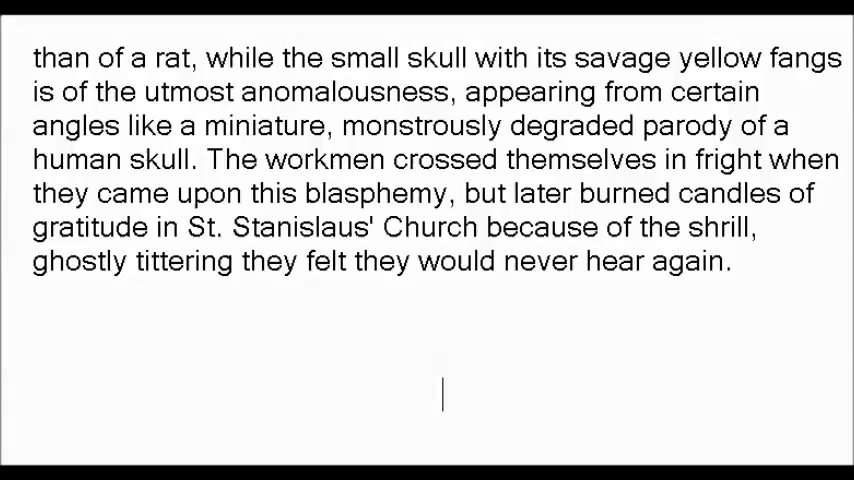 than of a rat, while the small skull with its savage yellow fangs
is of the utmost anomalousness, appearing from certain
angles like a miniature, monstrously degraded parody of a
human skull. The workmen crossed themselves in fright when
they came upon this blasphemy, but later burned candles of
gratitude in St. Stanislaus' Church because of the shrill,
ghostly tittering they felt they would never hear again.